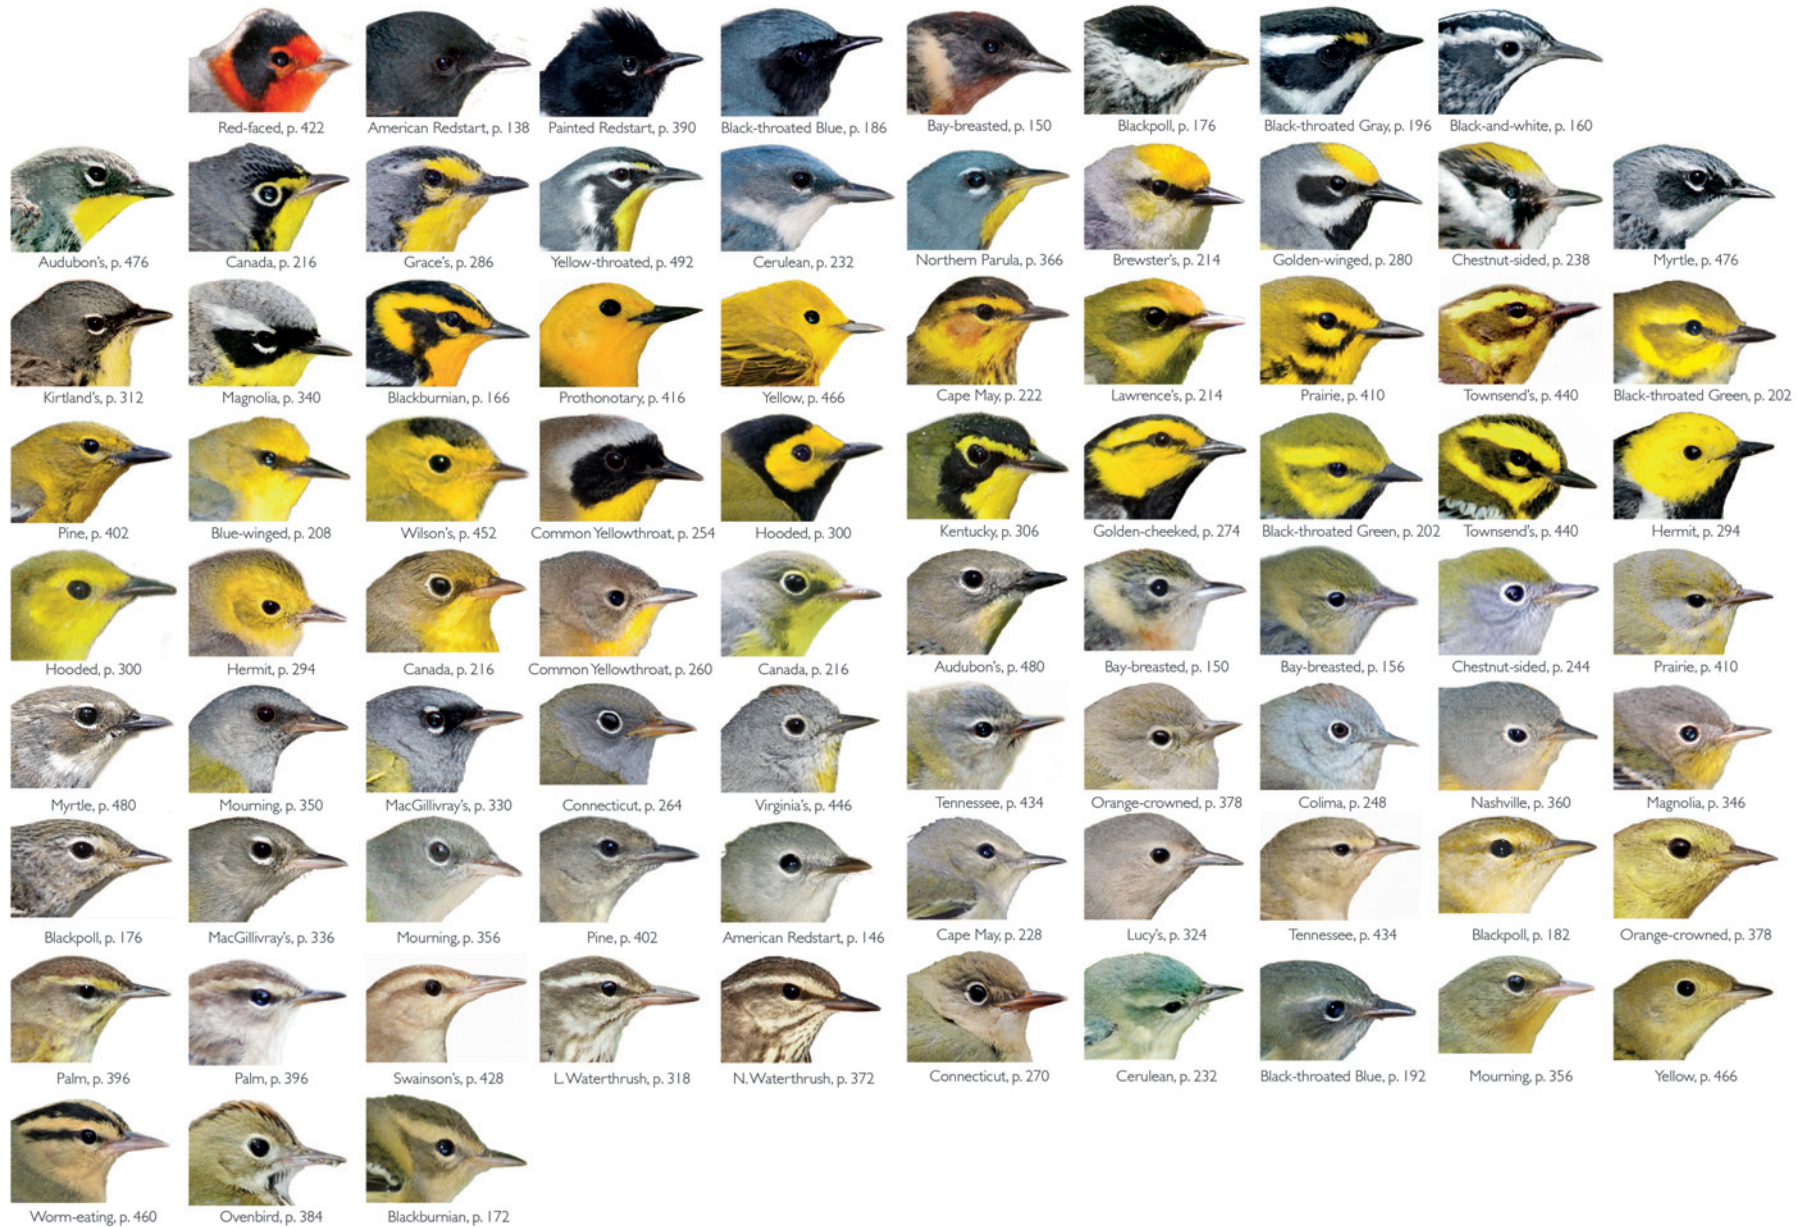 Red-faced, p. 422
American Redstart, p. 138
Painted Redstart, p. 390
Black-throated Blue, p. 186
Bay-breasted, p. 150
Blackpoll, p. 176
Black-throated Gray, p. 196
Black-and-white, p. 160
Audubon's, p. 476
Canada, p. 216
Grace's, p. 286
Yellow-throated, p. 492
Cerulean, p. 232
Northern Parula, p. 366
Brewster's, p. 214
Golden-winged, p. 280
Chestnut-sided, p. 238
Myrtle, p. 476
Kirtland's, p. 312
Magnolia, p. 340
Blackburnian, p. 166
Prothonotary, p. 416
Yellow, p. 466
Cape May, p. 222
Lawrence's, p. 214
Prairie, p. 410
Townsend's, p. 440
Black-throated Green, p. 202
Pine, p. 402
Blue-winged, p. 208
Wilson's, p. 452
Common Yellowthroat, p. 254
Hooded, p. 300
Kentucky, p. 306
Golden-cheeked, p. 274
Black-throated Green, p. 202
Townsend's, p. 440
Hermit, p. 294
Hooded, p. 300
Hermit, p. 294
Canada, p. 216
Common Yellowthroat, p. 260
Canada, p. 216
Audubon's, p. 480
Bay-breasted, p. 150
Bay-breasted, p. 156
Chestnut-sided, p. 244
Prairie, p. 410
Myrtle, p. 480
Mourning, p. 350
MacGillivray's, p. 330
Connecticut, p. 264
Virginia's, p. 446
Tennessee, p. 434
Orange-crowned, p. 378
Colima, p. 248
Nashville, p. 360
Magnolia, p. 346
Blackpoll, p. 176
MacGillivray's, p. 336
Mourning, p. 356
Pine, p. 402
American Redstart, p. 146
Cape May, p. 228
Lucy's, p. 324
Tennessee, p. 434
Blackpoll, p. 182
Orange-crowned, p. 378
Palm, p. 396
Palm, p. 396
Swainson's, p. 428
L. Waterthrush, p. 318
N. Waterthrush, p. 372
Connecticut, p. 270
Cerulean, p. 232
Black-throated Blue, p. 192
Mourning, p. 356
Yellow, p. 466
Worm-eating, p. 460
Ovenbird, p. 384
Blackburnian, p. 172